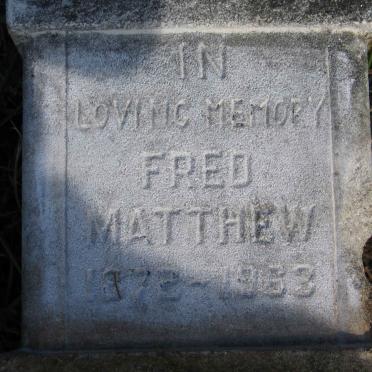 IN
LOVING MEMORY
FRED
MATTHEW
1872-1963